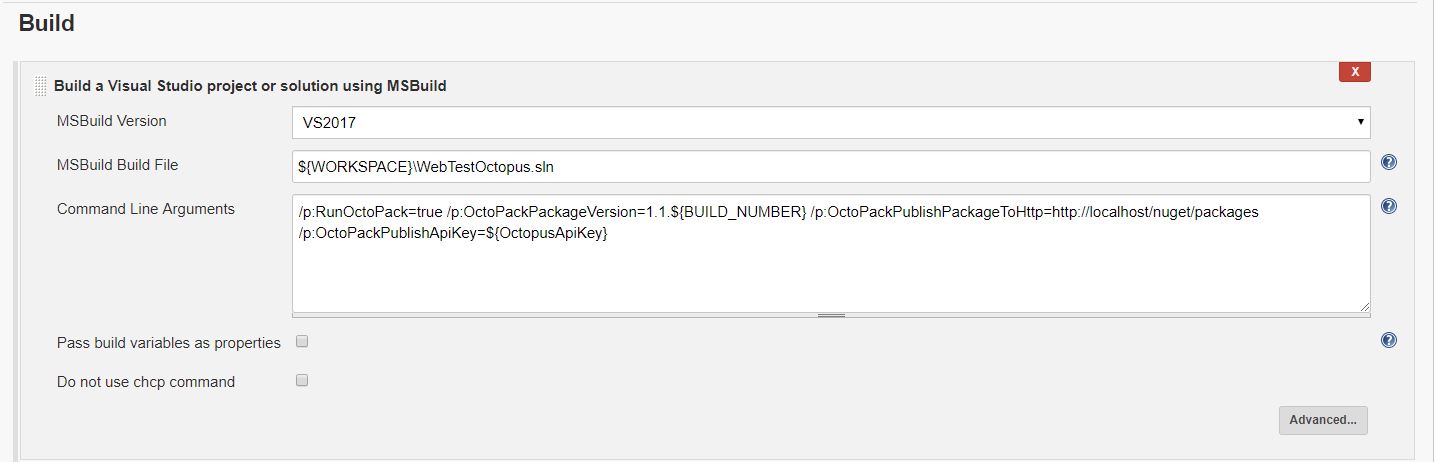 Build
Build a Visual Studio project or solution using MSBuild
X
MSBuild Version
VS2017
MSBuild Build File
${WORKSPACE}\WebTestOctopus.sln
Command Line Arguments
/p:RunOctoPack=true /p:OctoPackPackageVersion=1.1.${BUILD_NUMBER} /p:OctoPackPublishPackageToHttp=http://localhost/nuget/packages
/p:OctoPackPublishApiKey=${OctopusApiKey}
Pass build variables as properties
Do not use chcp command
Advanced...